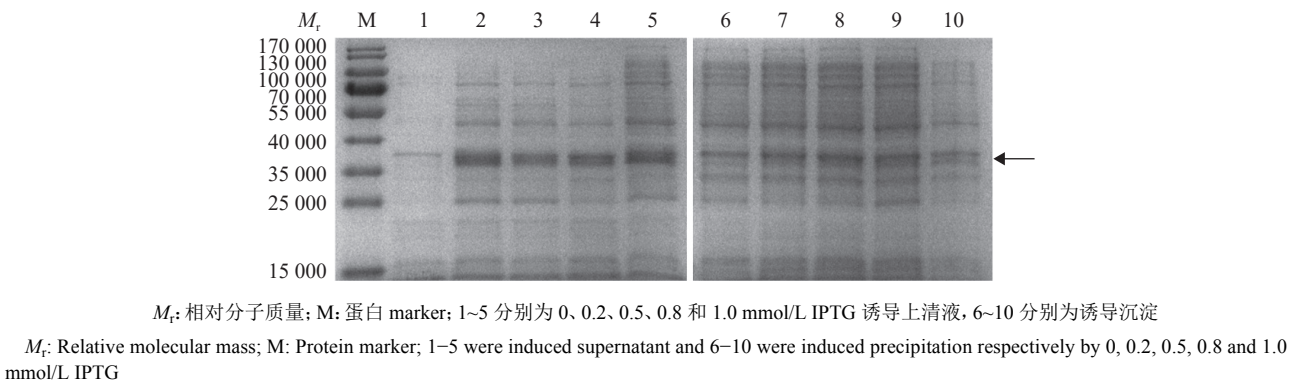 Mr M 1 2 3 4 5 6 7 8 9 10
170 000
130 000
100 000
70 000
55 000
40 000
35 000
25 000
15 000
Mr: 相对分子质量; M: 蛋白 marker; 1~5 分别为 0、0.2、0.5、0.8 和 1.0 mmol/L IPTG 诱导上清液, 6~10 分别为诱导沉淀
Mr: Relative molecular mass; M: Protein marker; 1−5 were induced supernatant and 6−10 were induced precipitation respectively by 0, 0.2, 0.5, 0.8 and 1.0
mmol/L IPTG